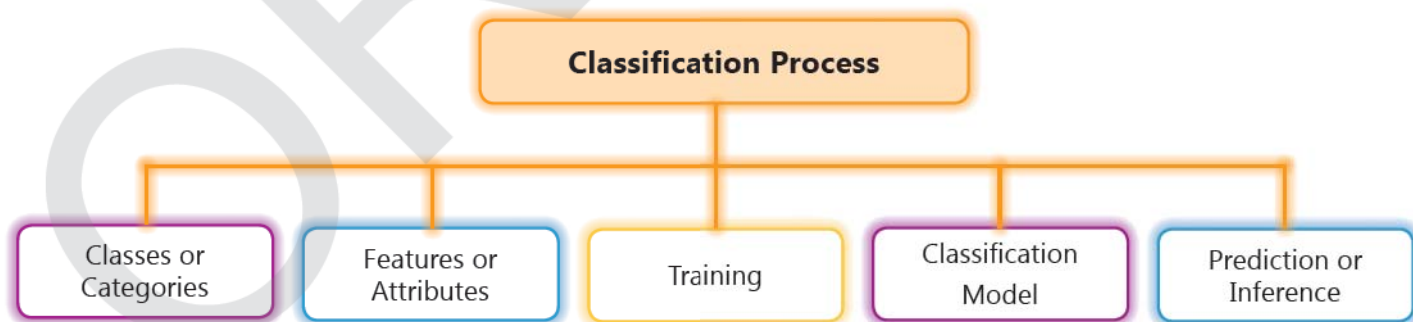 Classification Process
Classes or
Categories
Features or
Attributes
Training
Classification
Model
Prediction or
Inference